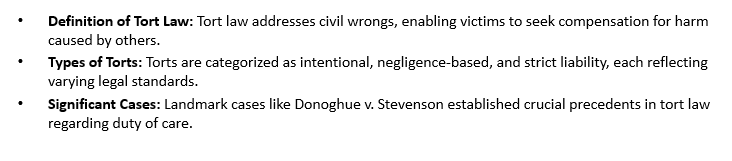 • Definition of Tort Law: Tort law addresses civil wrongs, enabling victims to seek compensation for harm
caused by others.
• Types of Torts: Torts are categorized as intentional, negligence-based, and strict liability, each reflecting
varying legal standards.
• Significant Cases: Landmark cases like Donoghue v. Stevenson established crucial precedents in tort law
regarding duty of care.